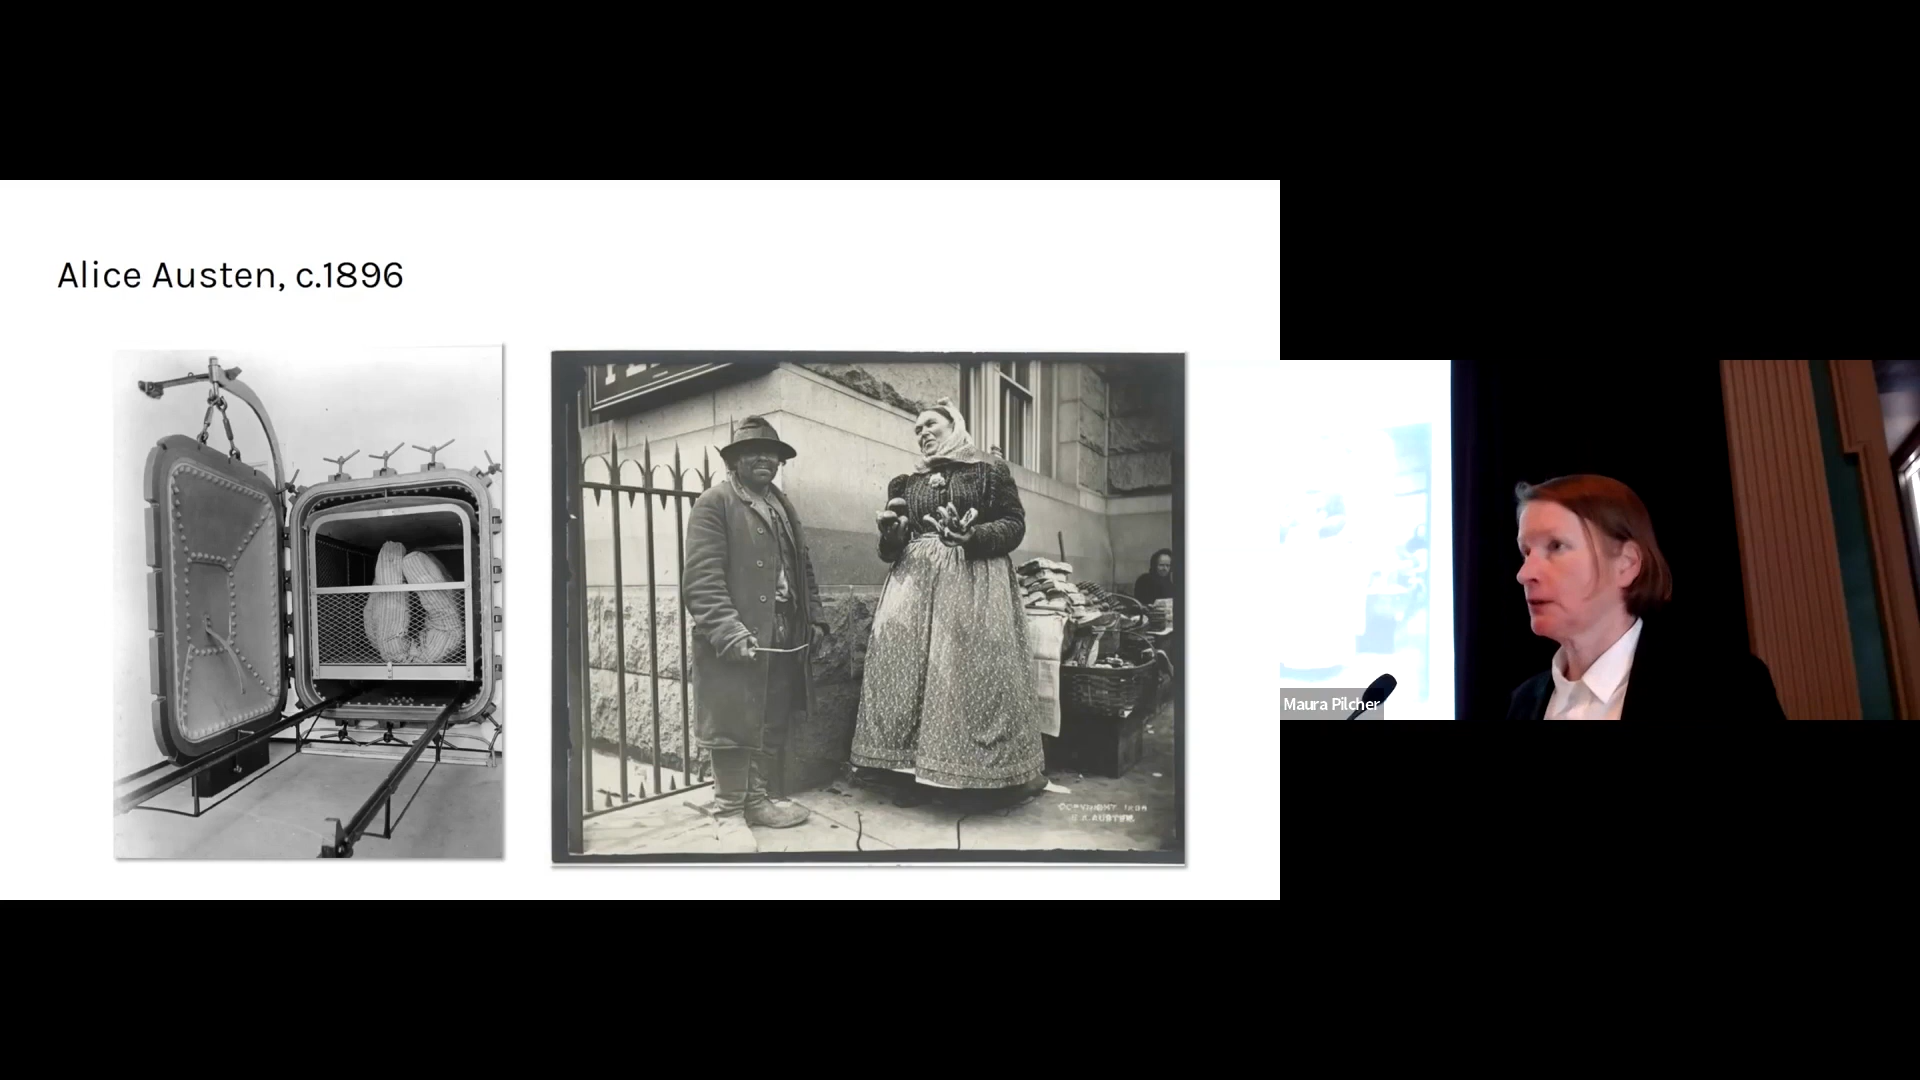 Alice Austen, c.1896
COPYRIGHT 1896
E.A. AUSTEN.
Maura Pilcher